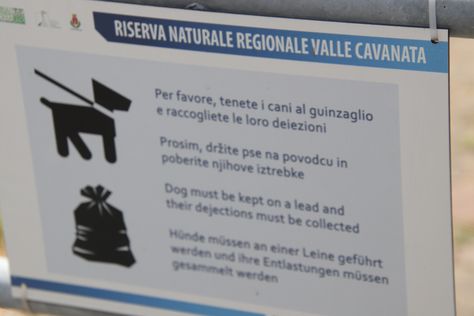 RISERVA NATURALE REGIONALE VALLE CAVANATA
Per favore, tenete i cani al guinzaglio
e raccogliete le loro deiezioni
Prosim, držite pse na povodcu in
poberite njihove iztrebke
Dog must be kept on a lead and
their dejections must be collected
Hünde müssen an einer Leine geführt
werden und ihre Entlastungen müssen
gesammelt werden